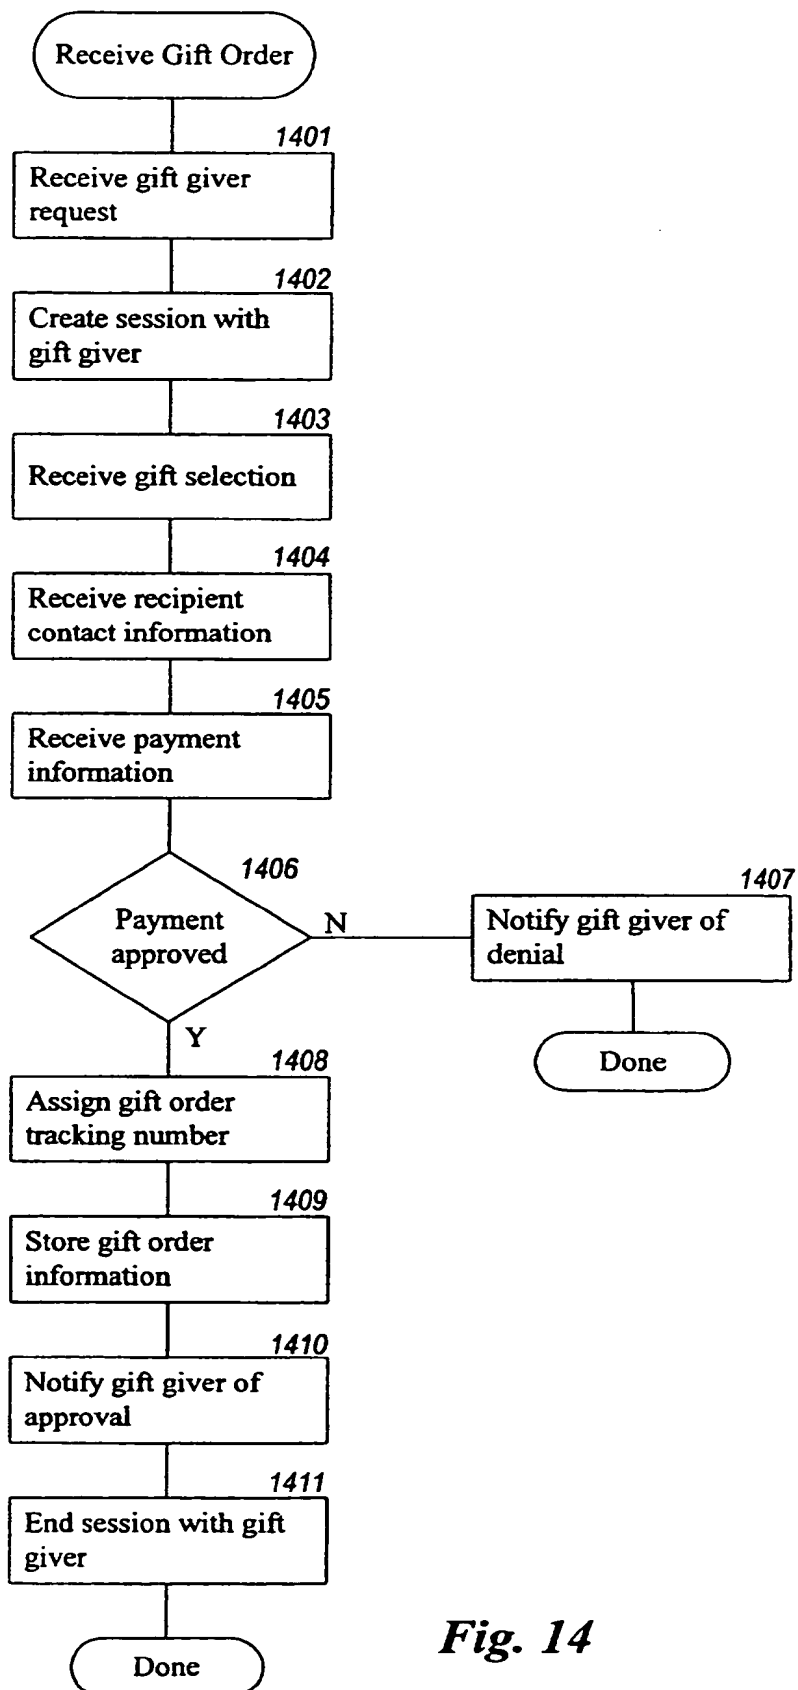 Receive Gift Order
1401
Receive gift giver
request
1402
Create session with
gift giver
1403
Receive gift selection
1404
Receive recipient
contact information
1405
Receive payment
information
1406
Payment
approved
N
1407
Notify gift giver of
denial
Done
Y
1408
Assign gift order
tracking number
1409
Store gift order
information
1410
Notify gift giver of
approval
1411
End session with gift
giver
Done
Fig. 14